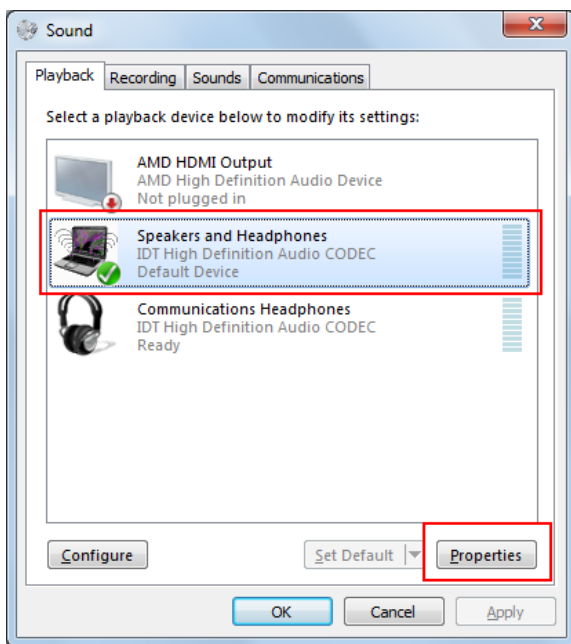 Sound
Playback Recording Sounds Communications
Select a playback device below to modify its settings:
AMD HDMI Output
AMD High Definition Audio Device
Not plugged in
Speakers and Headphones
IDT High Definition Audio CODEC
Default Device
Communications Headphones
IDT High Definition Audio CODEC
Ready
Configure Set Default Properties
OK Cancel Apply